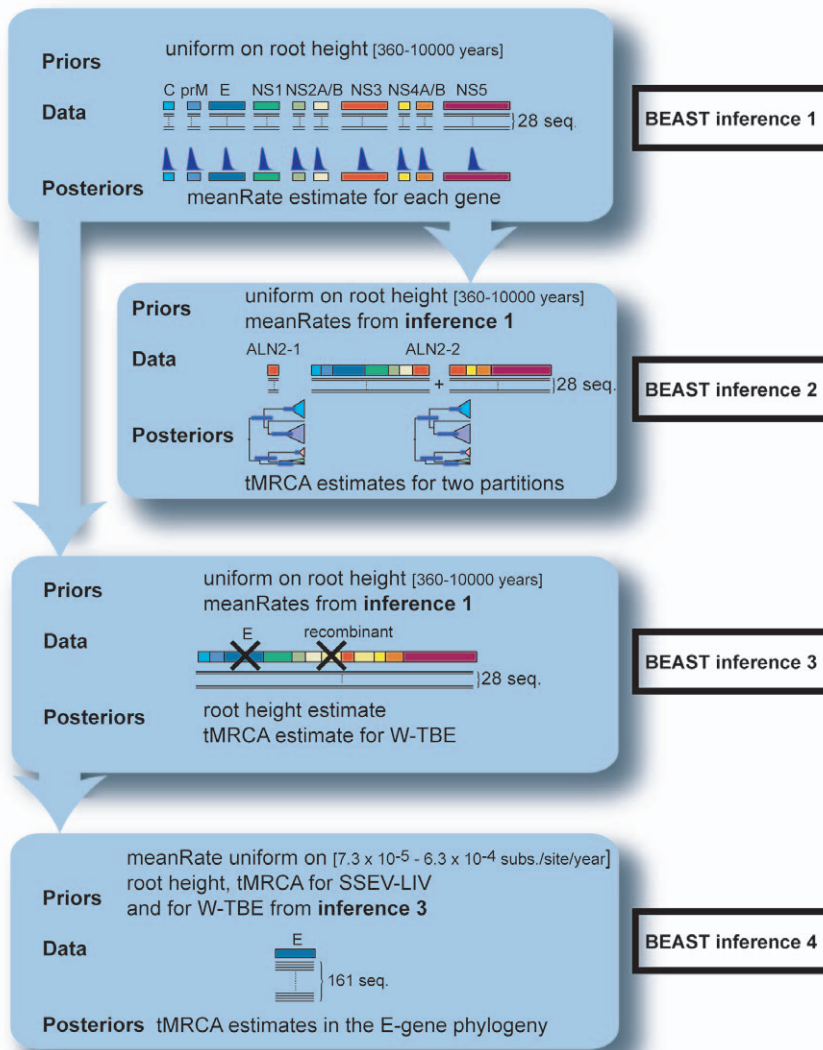 uniform on root height [360-10000 years]
Priors
C prM E NS1 NS2A/B NS3 NS4A/B NS5
Data
28 seq.
Posteriors
meanRate estimate for each gene
BEAST inference 1
uniform on root height [360-10000 years]
Priors
meanRates from inference 1
Data
ALN2-1 ALN2-2
+
28 seq.
Posteriors
tMRCA estimates for two partitions
BEAST inference 2
uniform on root height [360-10000 years]
Priors
meanRates from inference 1
Data
E recombinant
28 seq.
Posteriors
root height estimate
tMRCA estimate for W-TBE
BEAST inference 3
meanRate uniform on [7.3 x 10-5 - 6.3 x 10-4 subs./site/year]
Priors
root height, tMRCA for SSEV-LIV
and for W-TBE from inference 3
Data
E
161 seq.
Posteriors tMRCA estimates in the E-gene phylogeny
BEAST inference 4